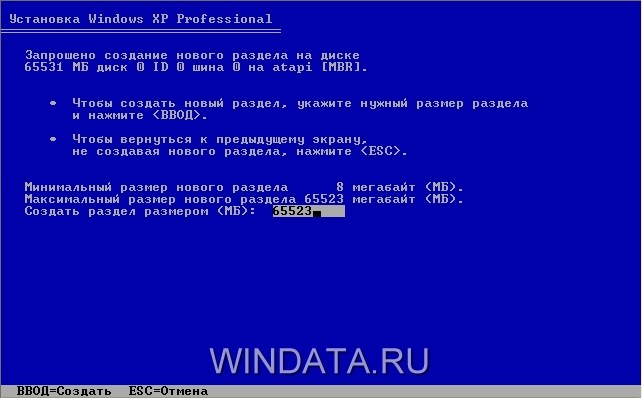 Установка Windows XP Professional
Запрошено создание нового раздела на диске
65531 МБ диск 0 ID 0 шина 0 на atapi [MBR].
• Чтобы создать новый раздел, укажите нужный размер раздела
и нажмите <ВВОД>.
• Чтобы вернуться к предыдущему экрану,
не создавая нового раздела, нажмите <ESC>.
Минимальный размер нового раздела 8 мегабайт (МБ).
Максимальный размер нового раздела 65523 мегабайт (МБ).
Создать раздел размером (МБ): 65523
WINDATA.RU
ВВОД=Создать ESC=Отмена